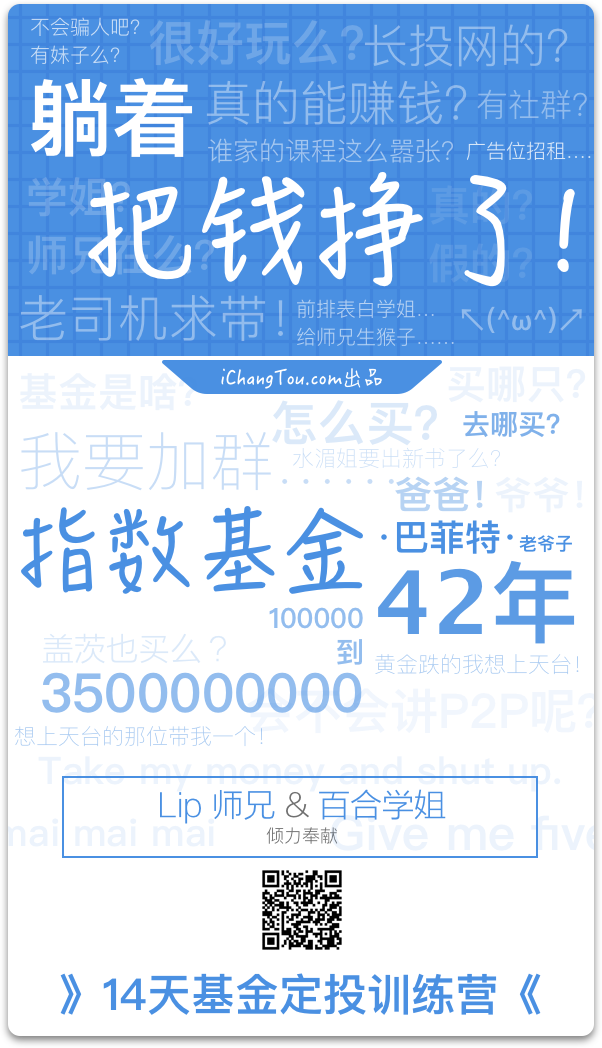 不会骗人吧?
有妹子么?
很好玩么?
长投网的?
躺着
真的能赚钱?
有社群?
谁家的课程这么嚣张?
广告位招租....
学姐?
把钱挣了!
真的?
师兄在么?
假的?
老司机求带!
前排表白学姐...
给师兄生猴子......
↖(^ω^)↗
iChangTou.com出品
基金是啥?
买哪只?
怎么买?
去哪买?
我要加群......
水湄姐要出新书了么?
爸爸!
爷爷!
指数基金
·巴菲特·老爷子
42年
100000
到
盖茨也买么?
黄金跌的我想上天台!
3500000000
会不会讲P2P呢?
想上天台的那位带我一个!
Take my money and shut up.
Lip 师兄 & 百合学姐
倾力奉献
mai mai mai
Give me five
》14天基金定投训练营《